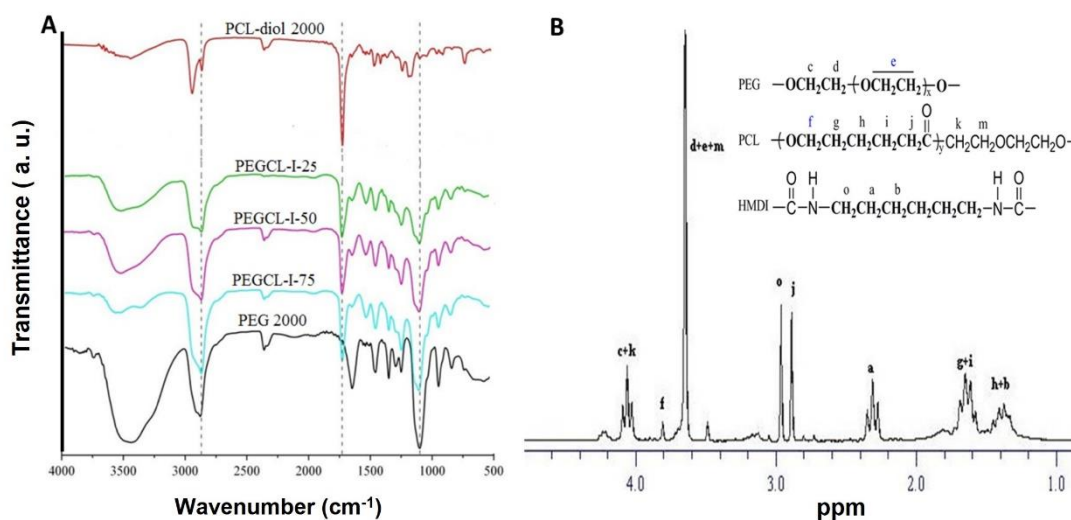 A
PCL-diol 2000
PEGCL-I-25
PEGCL-I-50
PEGCL-I-75
PEG 2000
Transmittance ( a. u.)
4000 3500 3000 2500 2000 1500 1000 500
Wavenumber (cm⁻¹)
B
c d e
PEG —OCH₂CH₂—(OCH₂CH₂)ₓO—
f g h i j O k m
PCL —(OCH₂CH₂CH₂CH₂CH₂C)ᵧCH₂CH₂OCH₂CH₂O—
O H o a b H O
HMDI —C—N—CH₂CH₂CH₂CH₂CH₂CH₂—N—C—
d+e+m
o
j
c+k
f
a
g+i
h+b
4.0 3.0 2.0 1.0
ppm